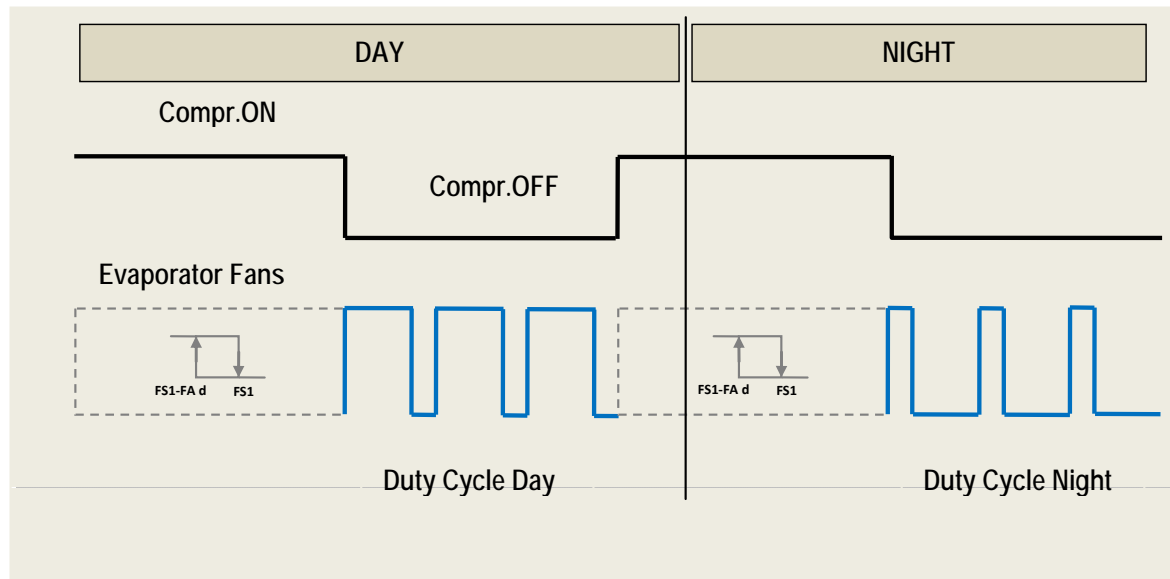 DAY
NIGHT
Compr.ON
Compr.OFF
Evaporator Fans
FS1-FA d FS1
FS1-FA d FS1
Duty Cycle Day
Duty Cycle Night